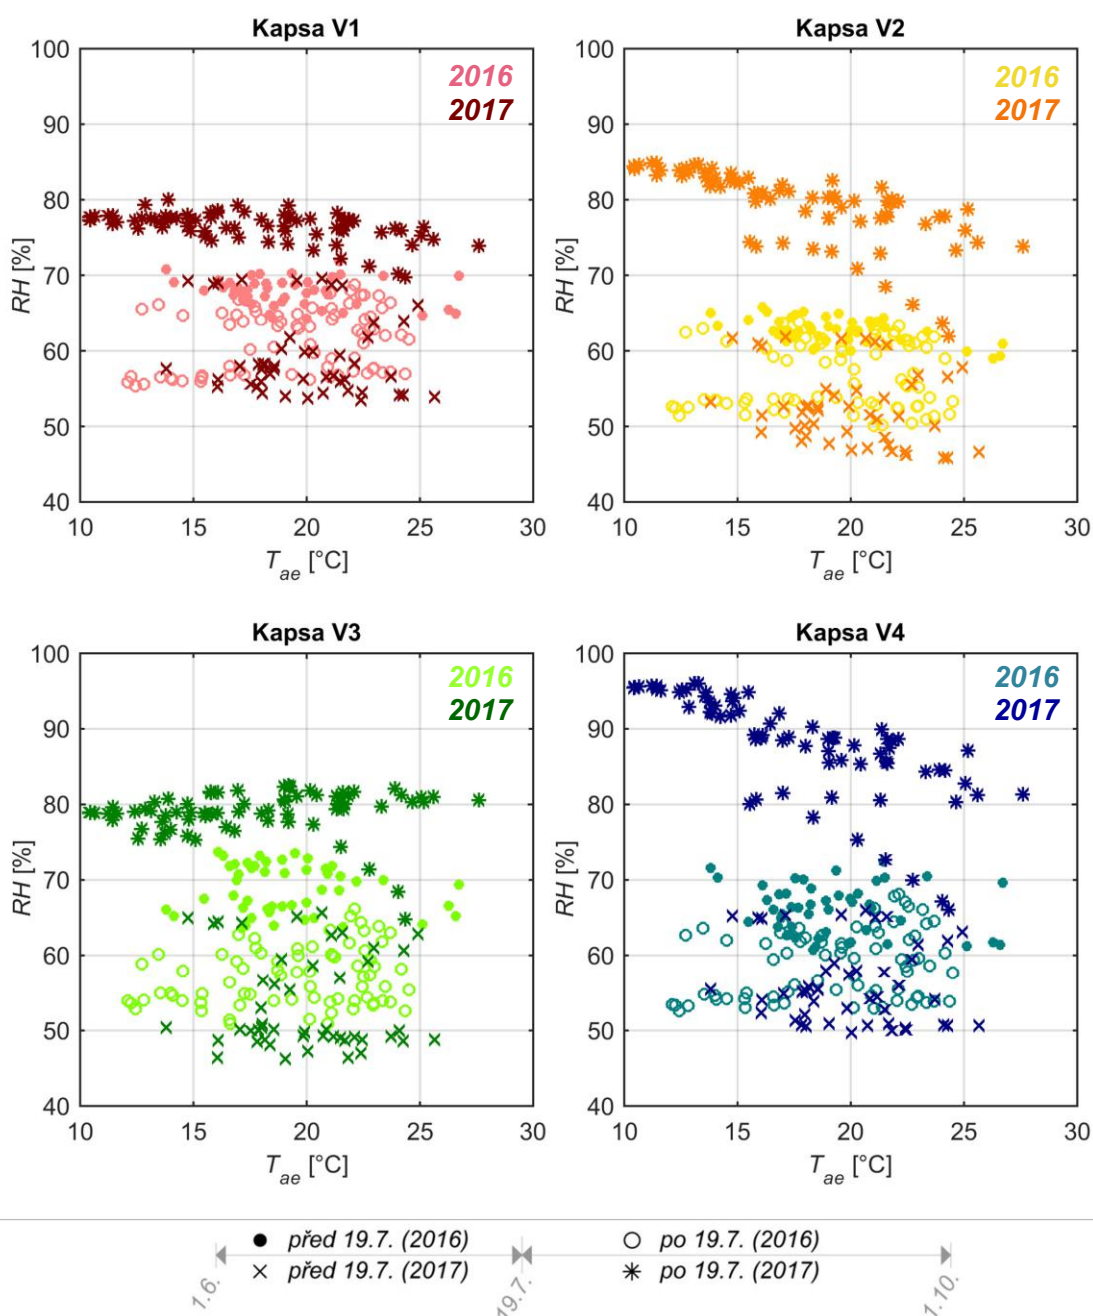 Kapsa V1
Kapsa V2
100
90
80
70
60
50
40
RH [%]
2016
2017
10 15 20 25 30
T_ae [°C]
100
90
80
70
60
50
40
RH [%]
2016
2017
10 15 20 25 30
T_ae [°C]
Kapsa V3
Kapsa V4
100
90
80
70
60
50
40
RH [%]
2016
2017
10 15 20 25 30
T_ae [°C]
100
90
80
70
60
50
40
RH [%]
2016
2017
10 15 20 25 30
T_ae [°C]
před 19.7. (2016)
po 19.7. (2016)
před 19.7. (2017)
po 19.7. (2017)
1.6.
19.7.
1.10.